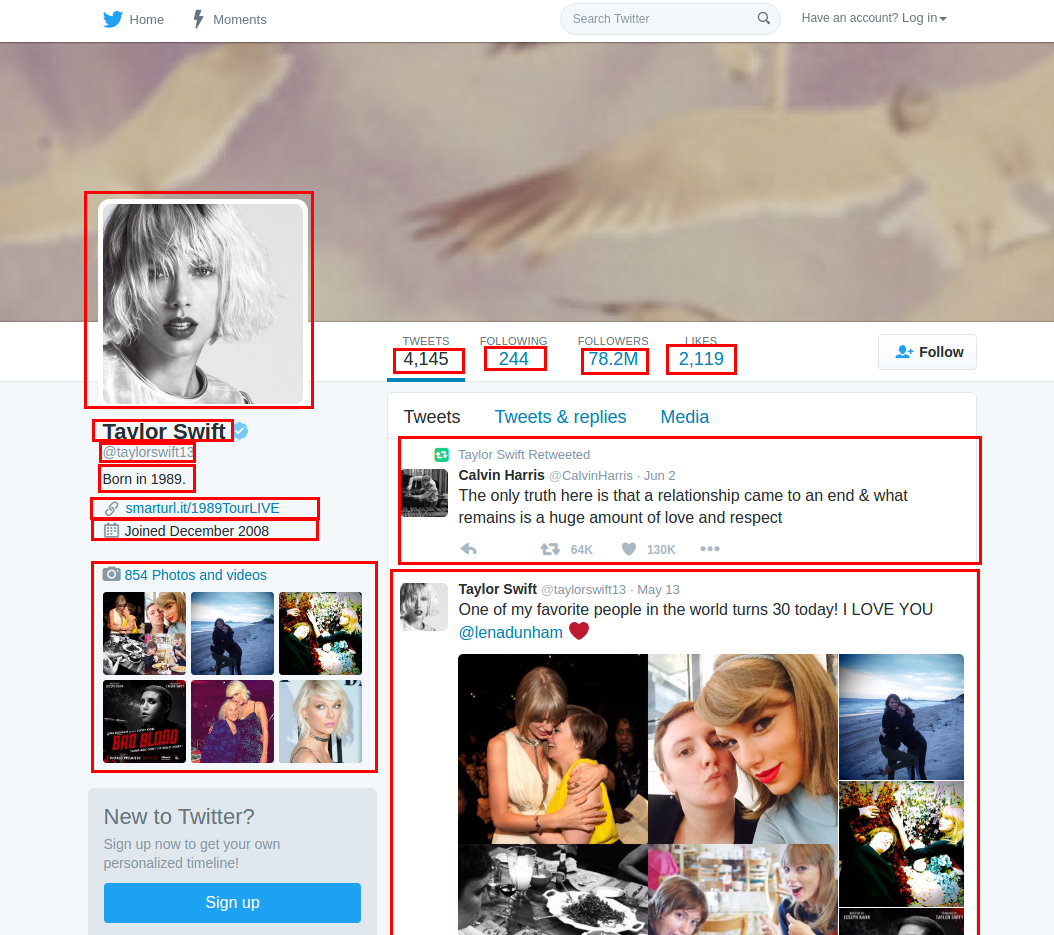 Home
Moments
Search Twitter
Have an account? Log in
TWEETS
4,145
FOLLOWING
244
FOLLOWERS
78.2M
LIKES
2,119
Follow
Taylor Swift
@taylorswift13
Born in 1989.
smarturl.it/1989TourLIVE
Joined December 2008
854 Photos and videos
BAD BLOOD
New to Twitter?
Sign up now to get your own
personalized timeline!
Sign up
Tweets
Tweets & replies
Media
Taylor Swift Retweeted
Calvin Harris @CalvinHarris · Jun 2
The only truth here is that a relationship came to an end & what
remains is a huge amount of love and respect
64K
130K
Taylor Swift @taylorswift13 · May 13
One of my favorite people in the world turns 30 today! I LOVE YOU
@lenadunham
JOSEPH KAHN
TAYLOR SWIFT